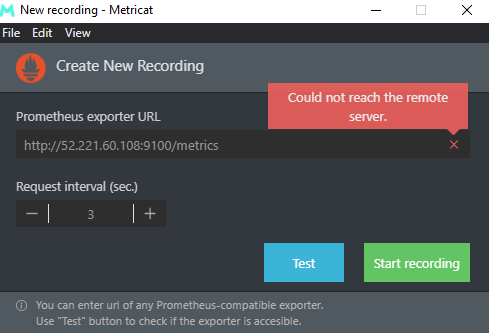 New recording - Metricat
File Edit View
Create New Recording
Could not reach the remote
server.
Prometheus exporter URL
http://52.221.60.108:9100/metrics
Request interval (sec.)
3
Test
Start recording
You can enter url of any Prometheus-compatible exporter.
Use "Test" button to check if the exporter is accesible.